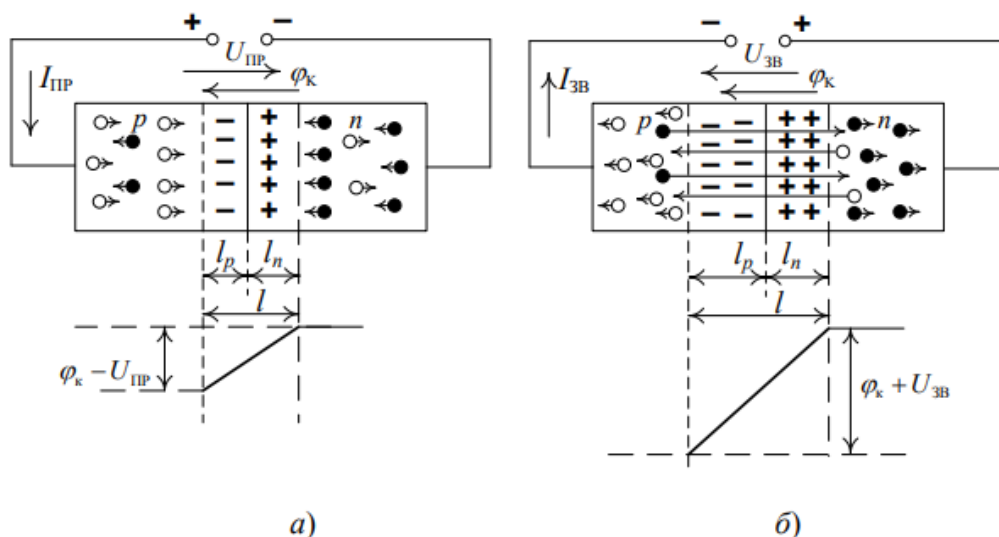 + − − +
U_ПР U_ЗВ
I_ПР φ_к I_ЗВ φ_к
p − + n p − − + + n
− + − − + +
− + − − + +
− + − − + +
− + − − + +
l_p l_n l_p l_n
l l
φ_к − U_ПР φ_к + U_ЗВ
а) б)